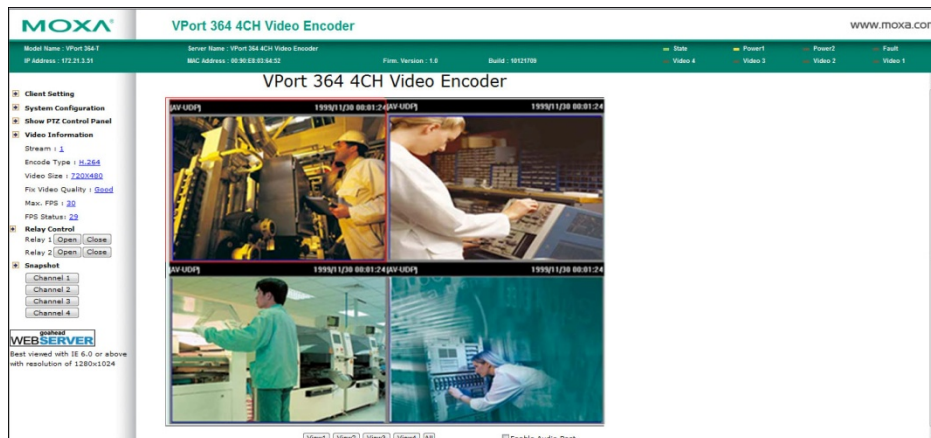 MOXA
VPort 364 4CH Video Encoder
www.moxa.com
Model Name : VPort 364-T
Server Name : VPort 364 4CH Video Encoder
State
Power1
Power2
Fault
IP Address : 172.21.3.51
MAC Address : 00:90:E8:03:64:52
Firm. Version : 1.0
Build : 10121709
Video 4
Video 3
Video 2
Video 1
VPort 364 4CH Video Encoder
Client Setting
System Configuration
Show PTZ Control Panel
Video Information
Stream : 1
Encode Type : H.264
Video Size : 720X480
Fix Video Quality : Good
Max. FPS : 30
FPS Status: 29
Relay Control
Relay 1 Open Close
Relay 2 Open Close
Snapshot
Channel 1
Channel 2
Channel 3
Channel 4
goahead
WEBSERVER
Best viewed with IE 6.0 or above
with resolution of 1280x1024
[AV-UDP] 1999/11/30 00:01:24
[AV-UDP] 1999/11/30 00:01:24
[AV-UDP] 1999/11/30 00:01:24
[AV-UDP] 1999/11/30 00:01:24
View1 View2 View3 View4 All
Enable Audio Port